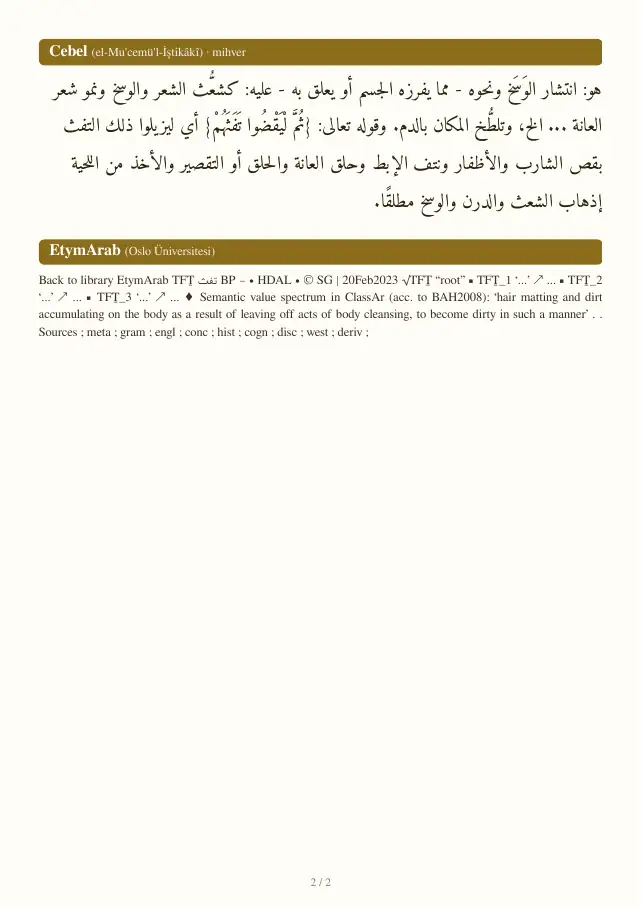 Cebel (el-Mu'cemü'l-İştikâkî) · mihver
هو: انتشار الوَسَخ ونحوه - مما يفرزه الجسم أو يعلق به - عليه: كشعُّث الشعر والوسخ ونمو شعر
العانة ... الخ، وتلطُّخ المكان بالدم. وقوله تعالى: {ثُمَّ لْيَقْضُوا تَفَثَهُمْ} أي ليزيلوا ذلك التفث
بقص الشارب والأظفار ونتف الإبط وحلق العانة والحلق أو التقصير والأخذ من اللحية
إذهاب الشعث والدرن والوسخ مطلقًا.
EtymArab (Oslo Üniversitesi)
Back to library EtymArab TFṮ تفث BP – • HDAL • © SG | 20Feb2023 √TFṮ “root” ▪ TFṮ_1 ‘...’ ↗ ... ▪ TFṮ_2
‘...’ ↗ ... ▪ TFṮ_3 ‘...’ ↗ ... ♦ Semantic value spectrum in ClassAr (acc. to BAH2008): ‘hair matting and dirt
accumulating on the body as a result of leaving off acts of body cleansing, to become dirty in such a manner’ . .
Sources ; meta ; gram ; engl ; conc ; hist ; cogn ; disc ; west ; deriv ;
2 / 2